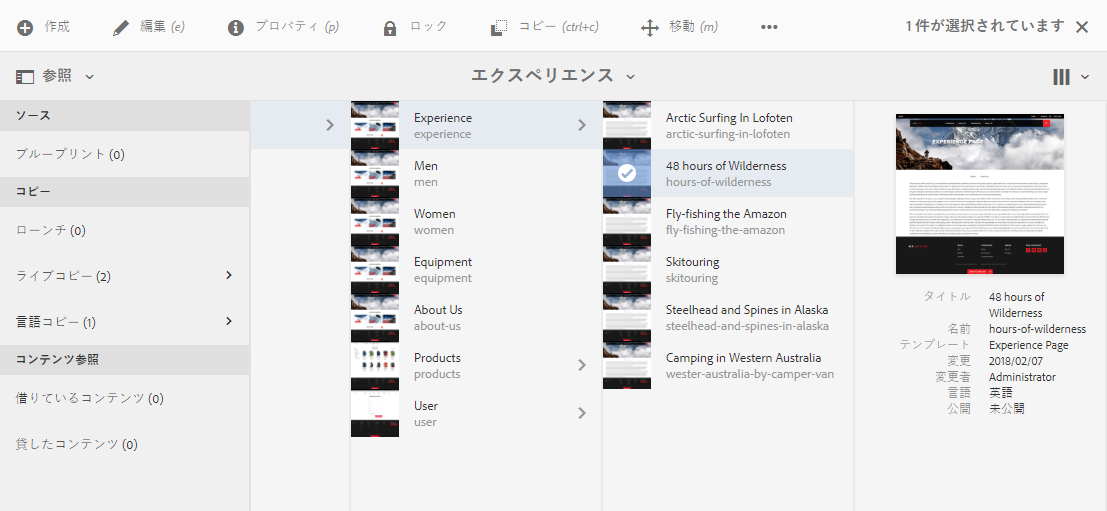 作成 編集 (e) プロパティ (p) ロック コピー (ctrl+c) 移動 (m) ••• 1 件が選択されています
参照 エクスペリエンス
ソース
ブループリント (0)
コピー
ローンチ (0)
ライブコピー (2)
言語コピー (1)
コンテンツ参照
借りているコンテンツ (0)
貸したコンテンツ (0)
Experience
experience
Men
men
Women
women
Equipment
equipment
About Us
about-us
Products
products
User
user
Arctic Surfing In Lofoten
arctic-surfing-in-lofoten
48 hours of Wilderness
hours-of-wilderness
Fly-fishing the Amazon
fly-fishing-the-amazon
Skitouring
skitouring
Steelhead and Spines in Alaska
steelhead-and-spines-in-alaska
Camping in Western Australia
wester-australia-by-camper-van
EXPERIENCE PAGE
タイトル 48 hours of
Wilderness
名前 hours-of-wilderness
テンプレート Experience Page
変更 2018/02/07
変更者 Administrator
言語 英語
公開 未公開